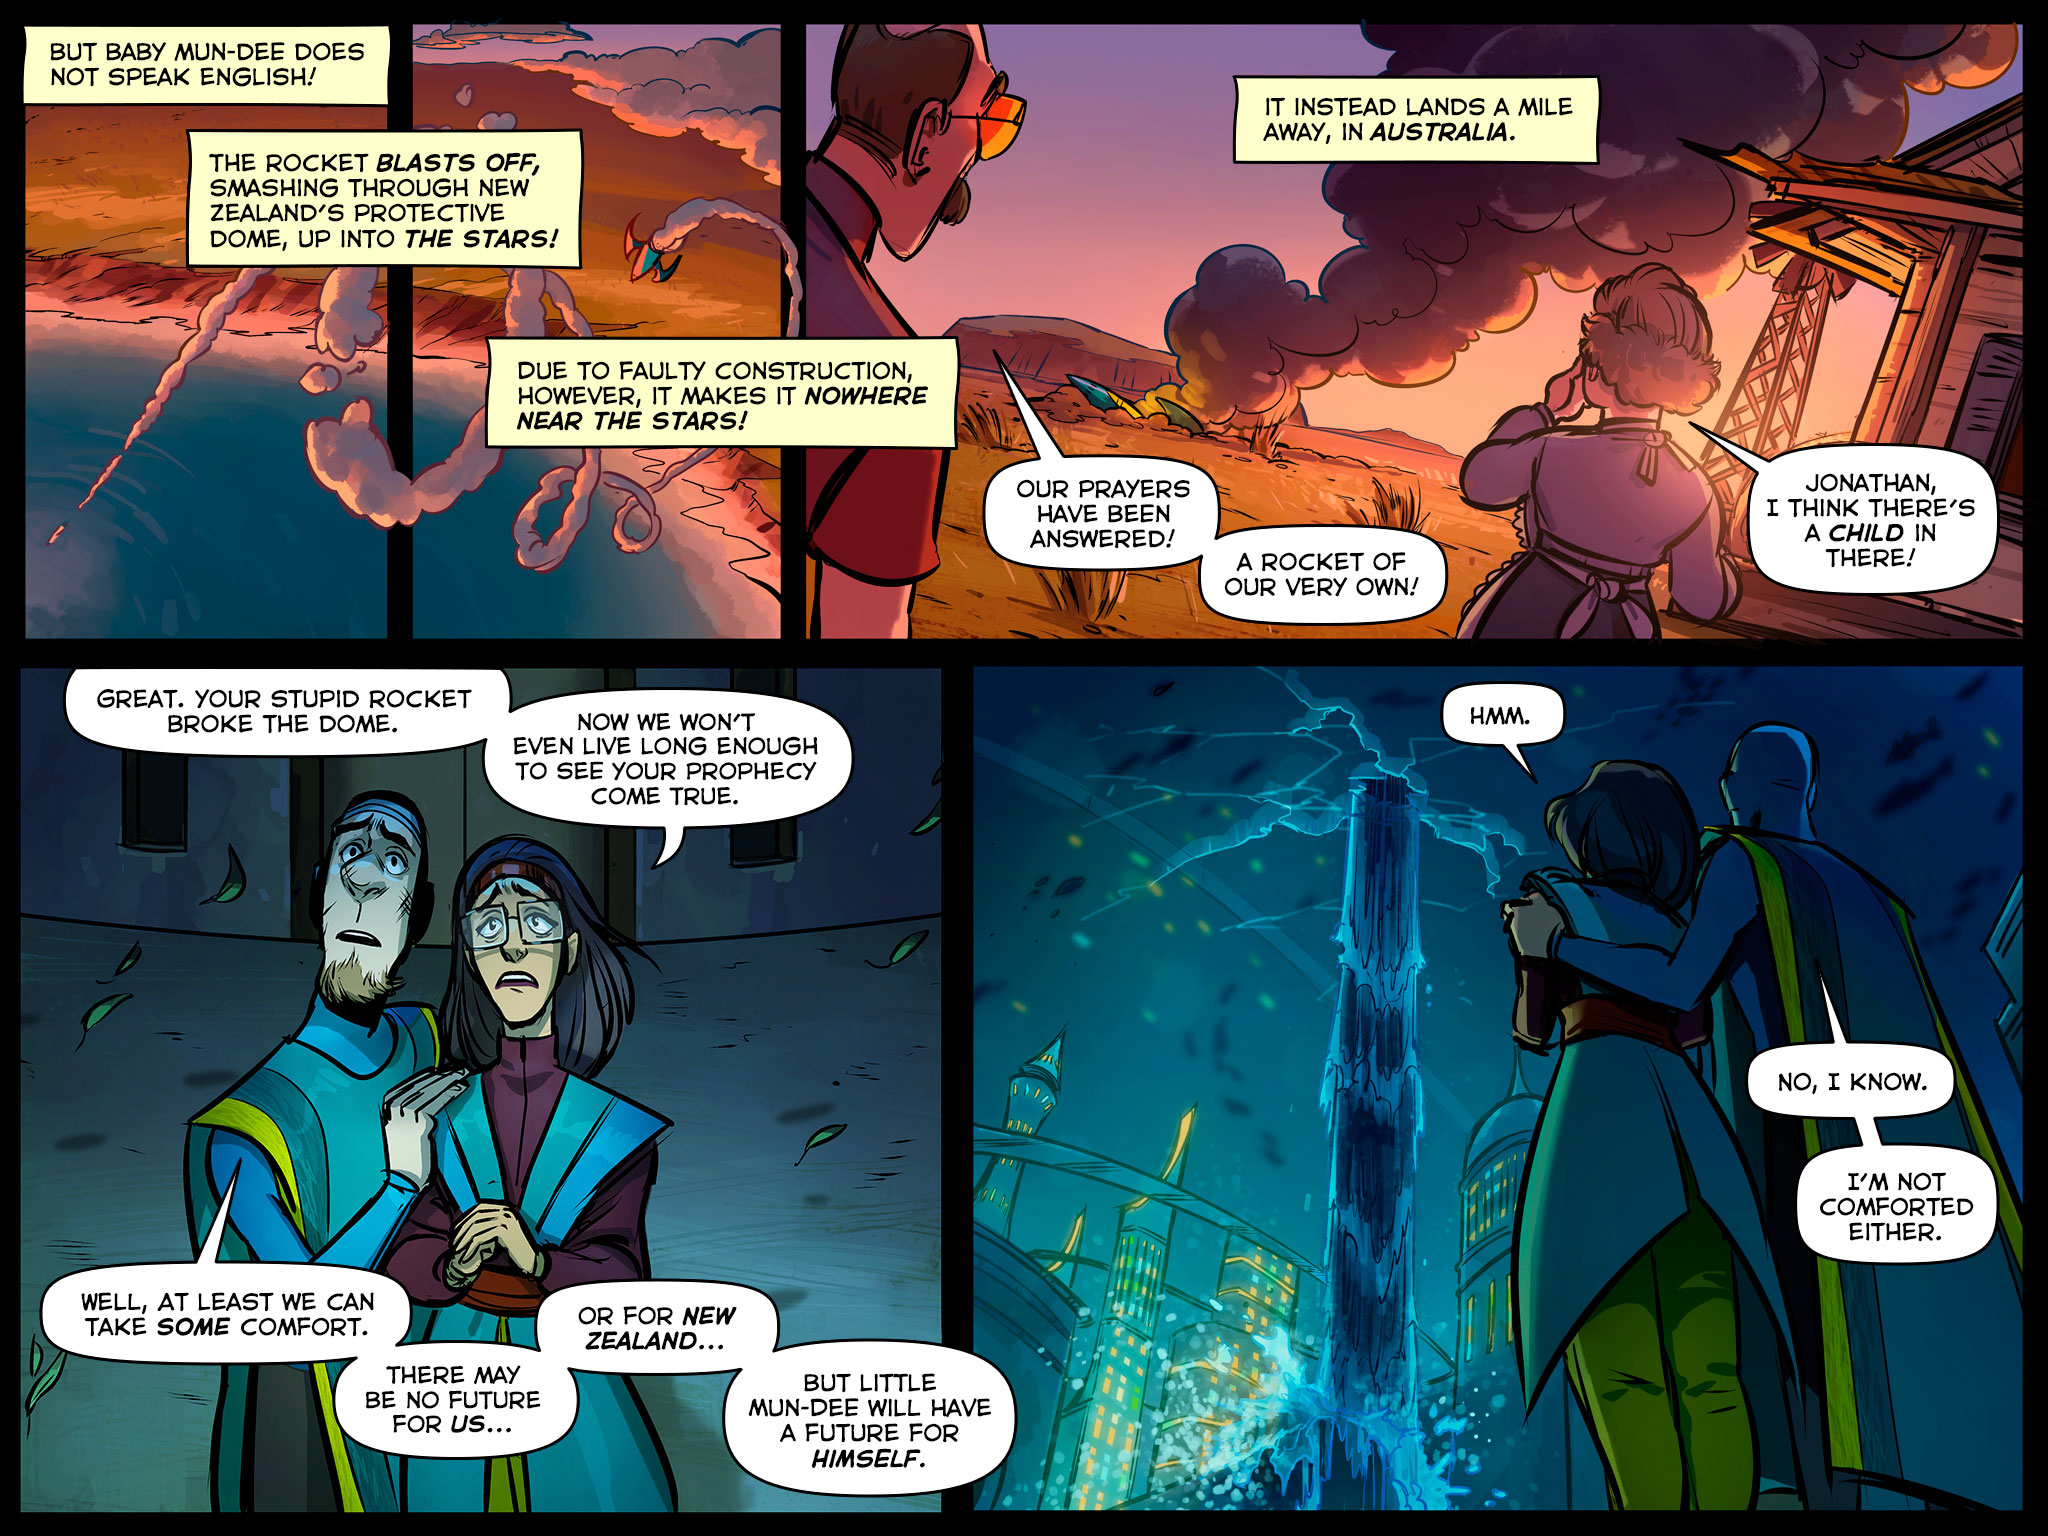 BUT BABY MUN-DEE DOES
NOT SPEAK ENGLISH!
THE ROCKET BLASTS OFF,
SMASHING THROUGH NEW
ZEALAND'S PROTECTIVE
DOME, UP INTO THE STARS!
DUE TO FAULTY CONSTRUCTION,
HOWEVER, IT MAKES IT NOWHERE
NEAR THE STARS!
IT INSTEAD LANDS A MILE
AWAY, IN AUSTRALIA.
OUR PRAYERS
HAVE BEEN
ANSWERED!
A ROCKET OF
OUR VERY OWN!
JONATHAN,
I THINK THERE'S
A CHILD IN
THERE!
GREAT. YOUR STUPID ROCKET
BROKE THE DOME.
NOW WE WON'T
EVEN LIVE LONG ENOUGH
TO SEE YOUR PROPHECY
COME TRUE.
WELL, AT LEAST WE CAN
TAKE SOME COMFORT.
THERE MAY
BE NO FUTURE
FOR US...
OR FOR NEW
ZEALAND...
BUT LITTLE
MUN-DEE WILL HAVE
A FUTURE FOR
HIMSELF.
HMM.
NO, I KNOW.
I'M NOT
COMFORTED
EITHER.